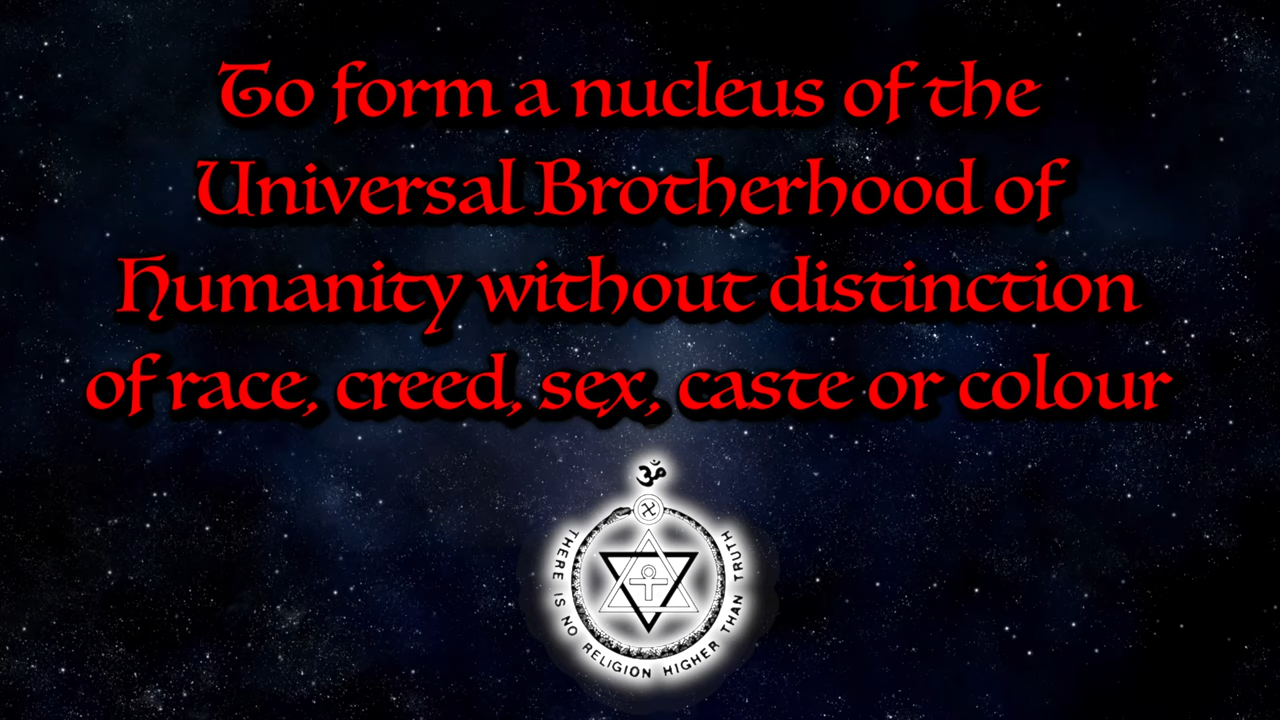 To form a nucleus of the
Universal Brotherhood of
Humanity without distinction
of race, creed, sex, caste or colour
ॐ
THERE IS NO RELIGION HIGHER THAN TRUTH